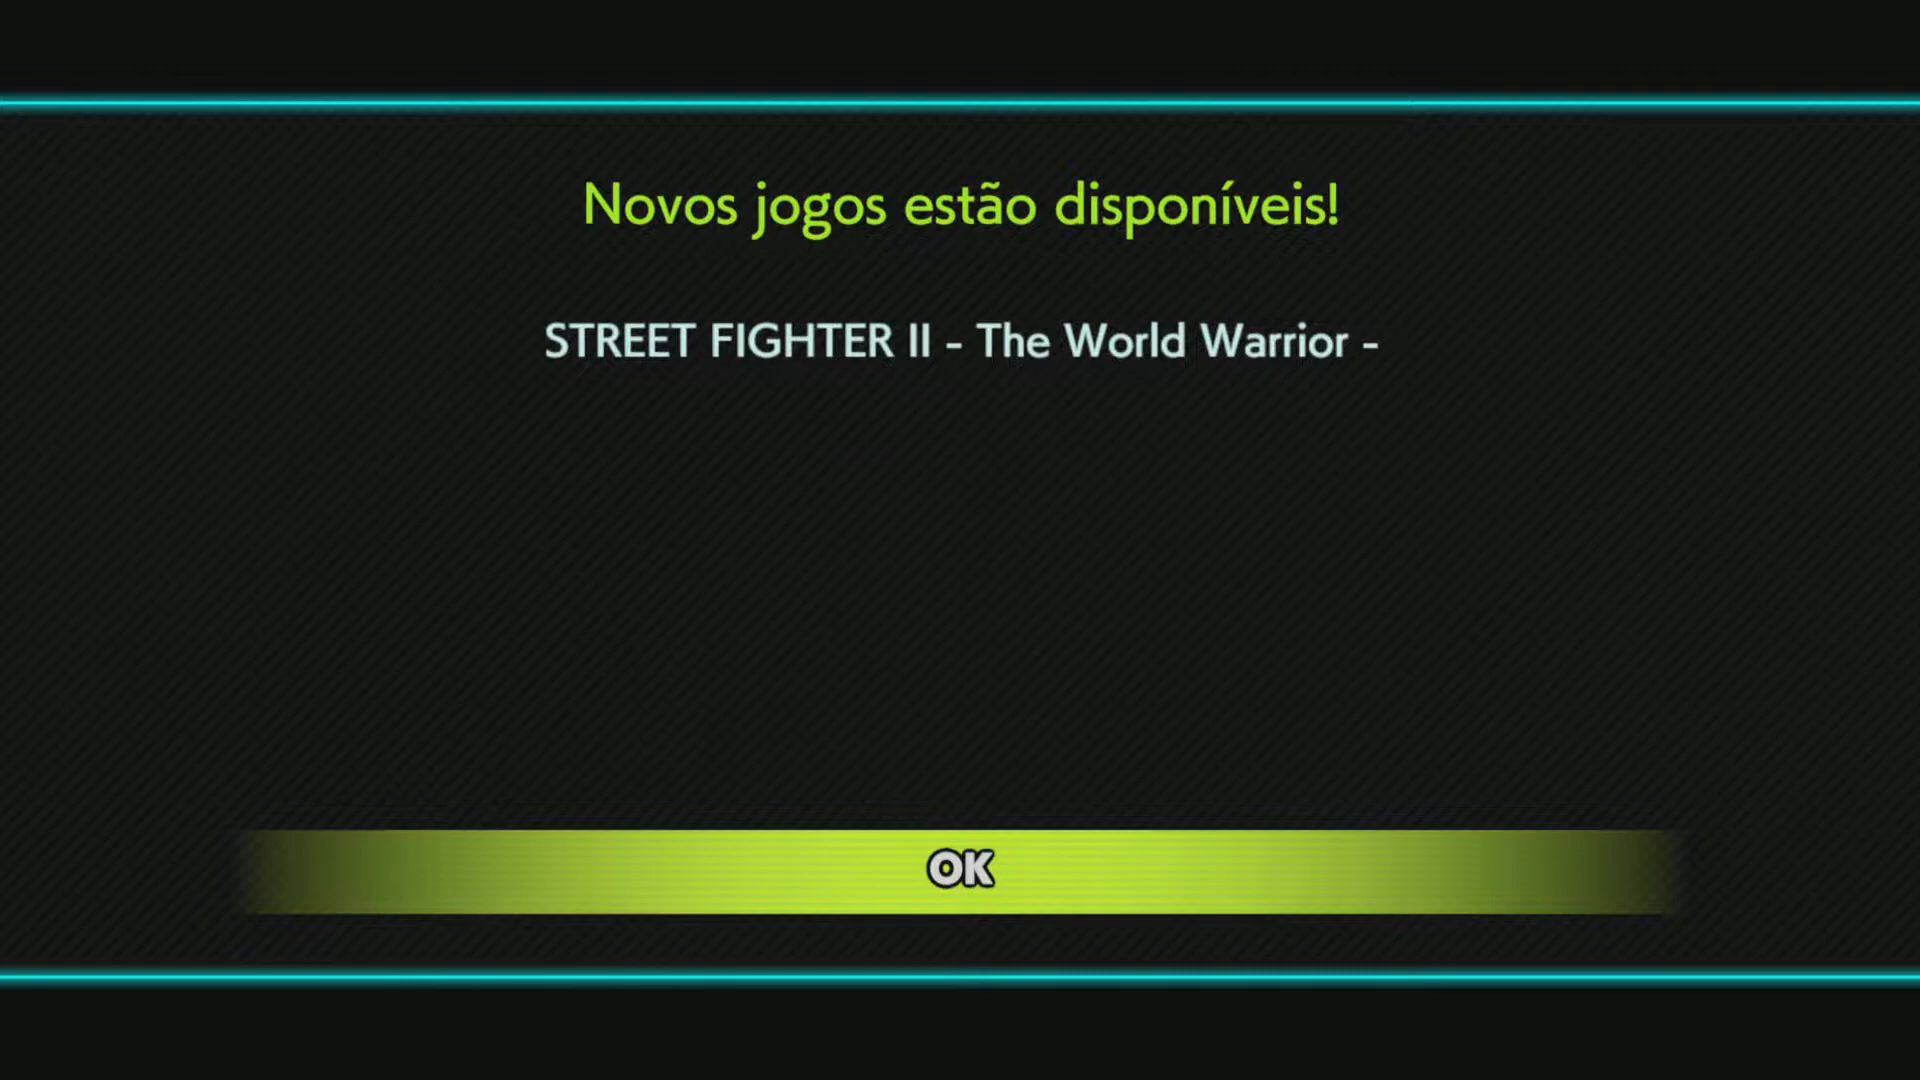 Novos jogos estão disponíveis!
STREET FIGHTER II - The World Warrior -
OK